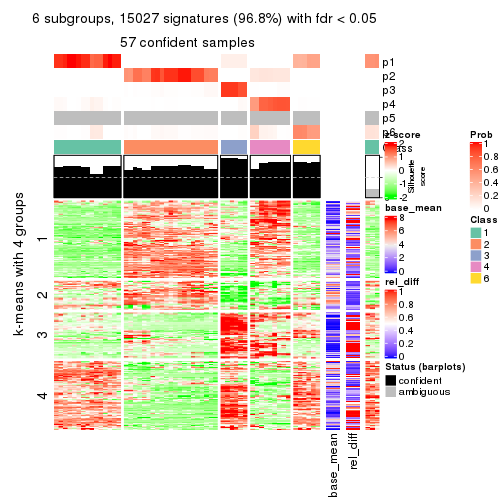 6 subgroups, 15027 signatures (96.8%) with fdr < 0.05
57 confident samples
p1
p2
p3
p4
p5
p6
Class
z_score
2
1
0
-1
-2
Silhouette
score
Prob
1
0.8
0.6
0.4
0.2
0
base_mean
8
6
4
2
0
Class
1
2
3
4
6
rel_diff
1
0.8
0.6
0.4
0.2
0
Status (barplots)
confident
ambiguous
k-means with 4 groups
1
2
3
4
base_mean
rel_diff